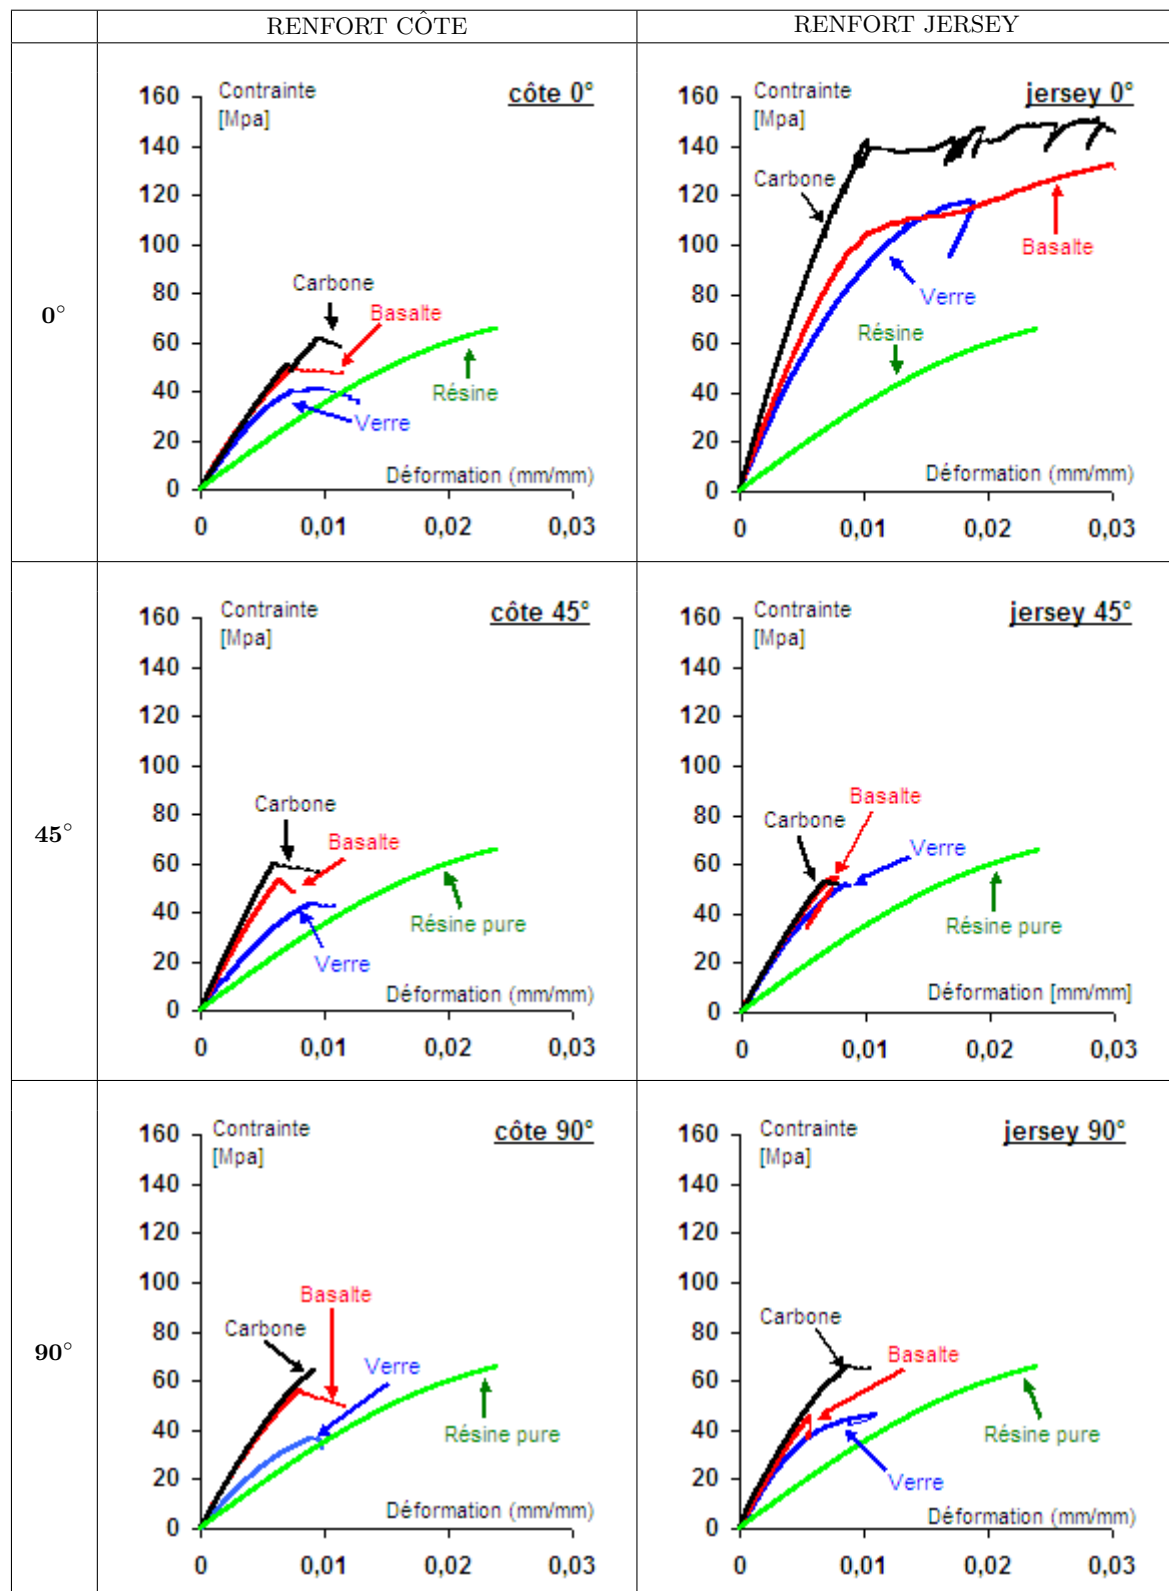 RENFORT CÔTE
RENFORT JERSEY
0°
Contrainte
[Mpa]
côte 0°
160
140
120
100
80
60
40
20
0
Carbone
Basalte
Résine
Verre
Déformation (mm/mm)
0 0,01 0,02 0,03
Contrainte
[Mpa]
jersey 0°
160
140
120
100
80
60
40
20
0
Carbone
Basalte
Verre
Résine
Déformation (mm/mm)
0 0,01 0,02 0,03
45°
Contrainte
[Mpa]
côte 45°
160
140
120
100
80
60
40
20
0
Carbone
Basalte
Résine pure
Verre
Déformation (mm/mm)
0 0,01 0,02 0,03
Contrainte
[Mpa]
jersey 45°
160
140
120
100
80
60
40
20
0
Basalte
Carbone
Verre
Résine pure
Déformation [mm/mm]
0 0,01 0,02 0,03
90°
Contrainte
[Mpa]
côte 90°
160
140
120
100
80
60
40
20
0
Basalte
Carbone
Verre
Résine pure
Déformation (mm/mm)
0 0,01 0,02 0,03
Contrainte
[Mpa]
jersey 90°
160
140
120
100
80
60
40
20
0
Carbone
Basalte
Résine pure
Verre
Déformation (mm/mm)
0 0,01 0,02 0,03